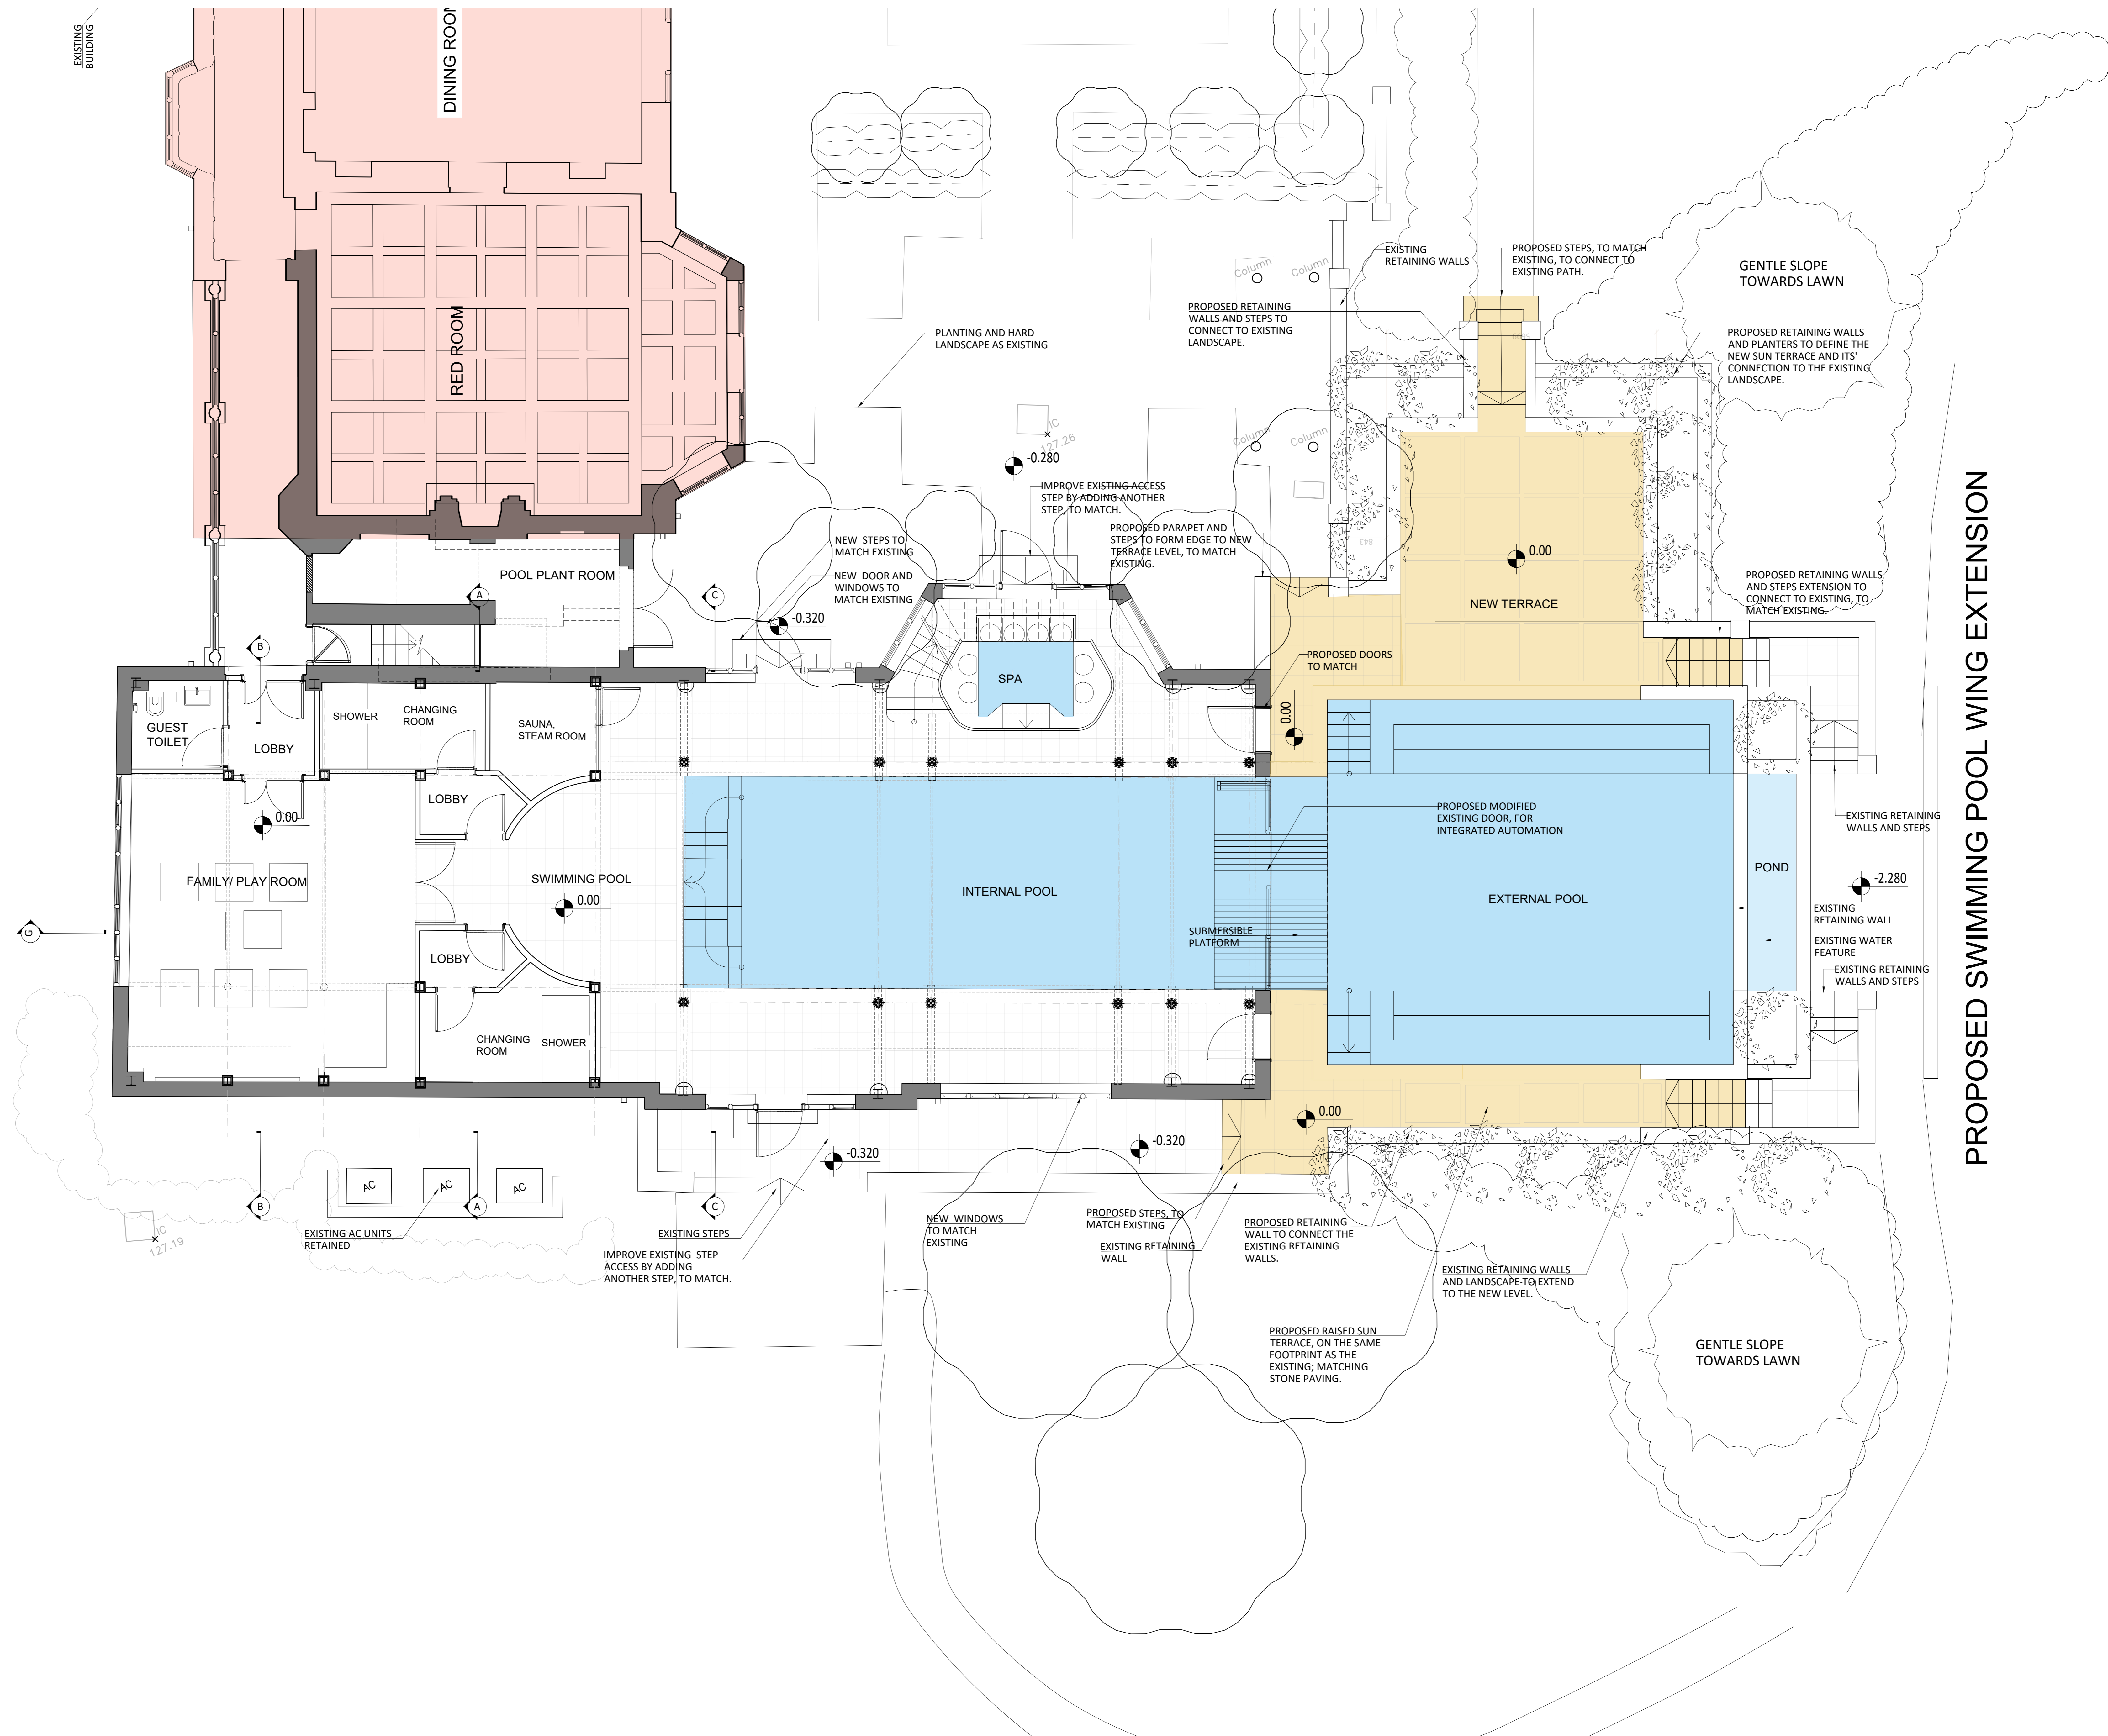 EXISTING
BUILDING
DINING ROOM
RED ROOM
EXISTING
RETAINING WALLS
PROPOSED STEPS, TO MATCH
EXISTING, TO CONNECT TO
EXISTING PATH.
GENTLE SLOPE
TOWARDS LAWN
Column
Column
PROPOSED RETAINING
WALLS AND STEPS TO
CONNECT TO EXISTING
LANDSCAPE.
PLANTING AND HARD
LANDSCAPE AS EXISTING
PROPOSED RETAINING WALLS
AND PLANTERS TO DEFINE THE
NEW SUN TERRACE AND ITS'
CONNECTION TO THE EXISTING
LANDSCAPE.
IC
127.26
-0.280
Column
Column
IMPROVE EXISTING ACCESS
STEP BY ADDING ANOTHER
STEP, TO MATCH.
PROPOSED PARAPET AND
STEPS TO FORM EDGE TO NEW
TERRACE LEVEL, TO MATCH
EXISTING.
843
NEW STEPS TO
MATCH EXISTING
NEW DOOR AND
WINDOWS TO
MATCH EXISTING
0.00
NEW TERRACE
PROPOSED RETAINING WALLS
AND STEPS EXTENSION TO
CONNECT TO EXISTING, TO
MATCH EXISTING.
POOL PLANT ROOM
A
C
B
-0.320
PROPOSED DOORS
TO MATCH
SPA
GUEST
TOILET
LOBBY
SHOWER
CHANGING
ROOM
SAUNA,
STEAM ROOM
0.00
LOBBY
0.00
PROPOSED MODIFIED
EXISTING DOOR, FOR
INTEGRATED AUTOMATION
EXISTING RETAINING
WALLS AND STEPS
FAMILY/ PLAY ROOM
SWIMMING POOL
0.00
INTERNAL POOL
EXTERNAL POOL
POND
-2.280
EXISTING
RETAINING WALL
G
SUBMERSIBLE
PLATFORM
EXISTING WATER
FEATURE
LOBBY
EXISTING RETAINING
WALLS AND STEPS
CHANGING
ROOM
SHOWER
0.00
-0.320
-0.320
AC
AC
AC
B
A
C
IC
127.19
EXISTING AC UNITS
RETAINED
EXISTING STEPS
IMPROVE EXISTING STEP
ACCESS BY ADDING
ANOTHER STEP, TO MATCH.
NEW WINDOWS
TO MATCH
EXISTING
PROPOSED STEPS, TO
MATCH EXISTING
EXISTING RETAINING
WALL
PROPOSED RETAINING
WALL TO CONNECT THE
EXISTING RETAINING
WALLS.
EXISTING RETAINING WALLS
AND LANDSCAPE TO EXTEND
TO THE NEW LEVEL.
PROPOSED RAISED SUN
TERRACE, ON THE SAME
FOOTPRINT AS THE
EXISTING; MATCHING
STONE PAVING.
GENTLE SLOPE
TOWARDS LAWN
PROPOSED SWIMMING POOL WING EXTENSION